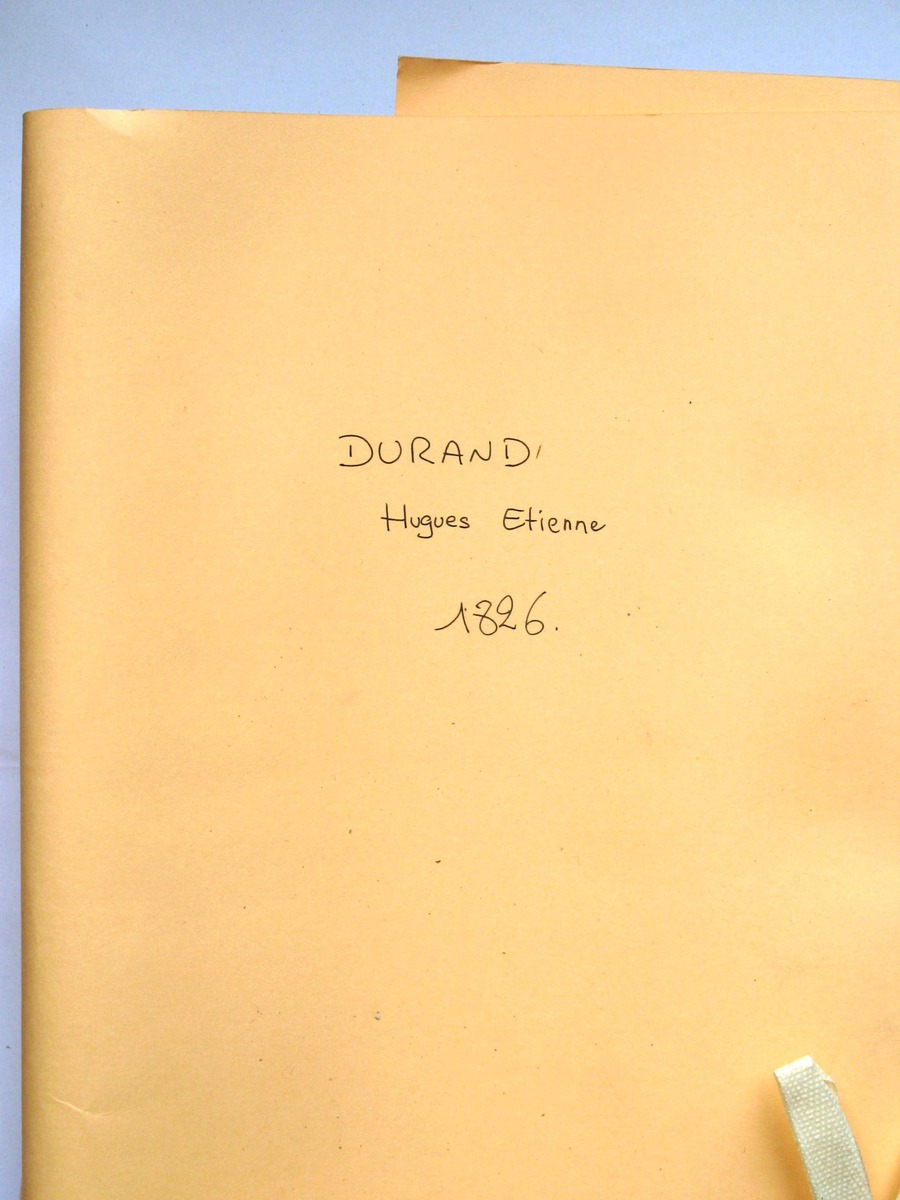 DURAND
Hugues Etienne
1826.